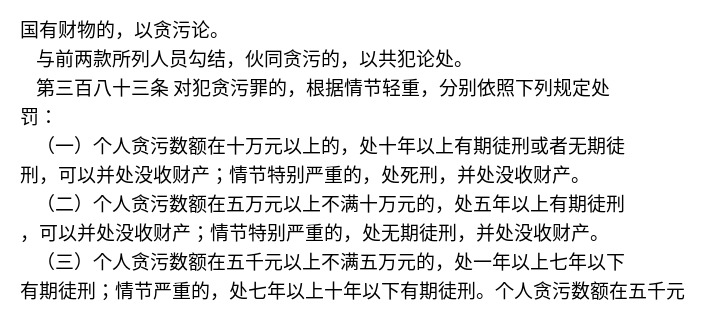 国有财物的，以贪污论。
与前两款所列人员勾结，伙同贪污的，以共犯论处。
第三百八十三条 对犯贪污罪的，根据情节轻重，分别依照下列规定处
罚：
（一）个人贪污数额在十万元以上的，处十年以上有期徒刑或者无期徒
刑，可以并处没收财产；情节特别严重的，处死刑，并处没收财产。
（二）个人贪污数额在五万元以上不满十万元的，处五年以上有期徒刑
，可以并处没收财产；情节特别严重的，处无期徒刑，并处没收财产。
（三）个人贪污数额在五千元以上不满五万元的，处一年以上七年以下
有期徒刑；情节严重的，处七年以上十年以下有期徒刑。个人贪污数额在五千元